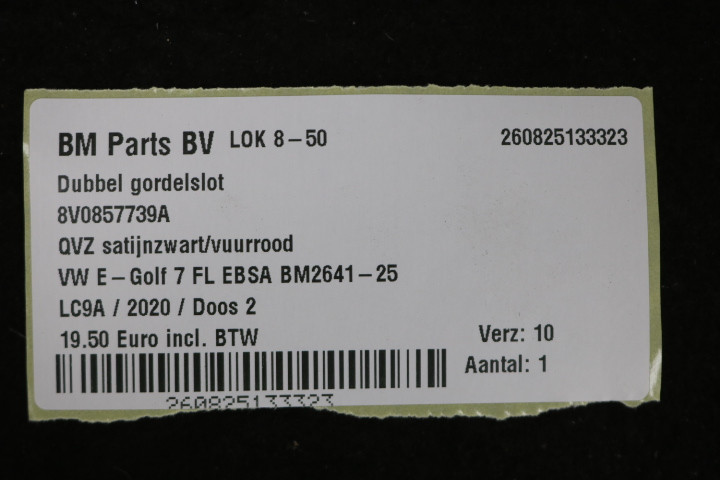 BM Parts BV LOK 8-50 260825133323
Dubbel gordelslot
8V0857739A
QVZ satijnzwart/vuurrood
VW E-Golf 7 FL EBSA BM2641-25
LC9A / 2020 / Doos 2
19.50 Euro incl. BTW Verz: 10
Aantal: 1
260825133323